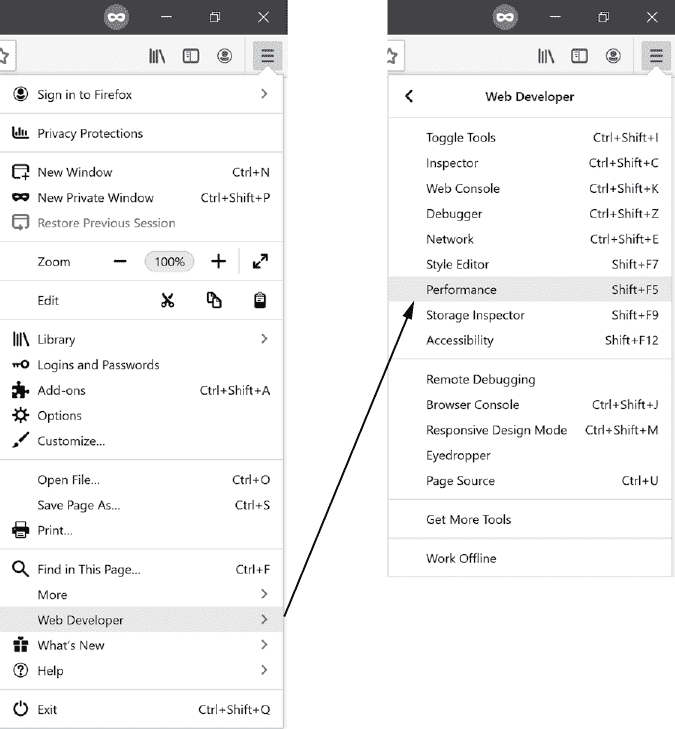 Sign in to Firefox
Privacy Protections
New Window Ctrl+N
New Private Window Ctrl+Shift+P
Restore Previous Session
Zoom 100%
Edit
Library
Logins and Passwords
Add-ons Ctrl+Shift+A
Options
Customize...
Open File... Ctrl+O
Save Page As... Ctrl+S
Print...
Find in This Page... Ctrl+F
More
Web Developer
What's New
Help
Exit Ctrl+Shift+Q
Web Developer
Toggle Tools Ctrl+Shift+I
Inspector Ctrl+Shift+C
Web Console Ctrl+Shift+K
Debugger Ctrl+Shift+Z
Network Ctrl+Shift+E
Style Editor Shift+F7
Performance Shift+F5
Storage Inspector Shift+F9
Accessibility Shift+F12
Remote Debugging
Browser Console Ctrl+Shift+J
Responsive Design Mode Ctrl+Shift+M
Eyedropper
Page Source Ctrl+U
Get More Tools
Work Offline